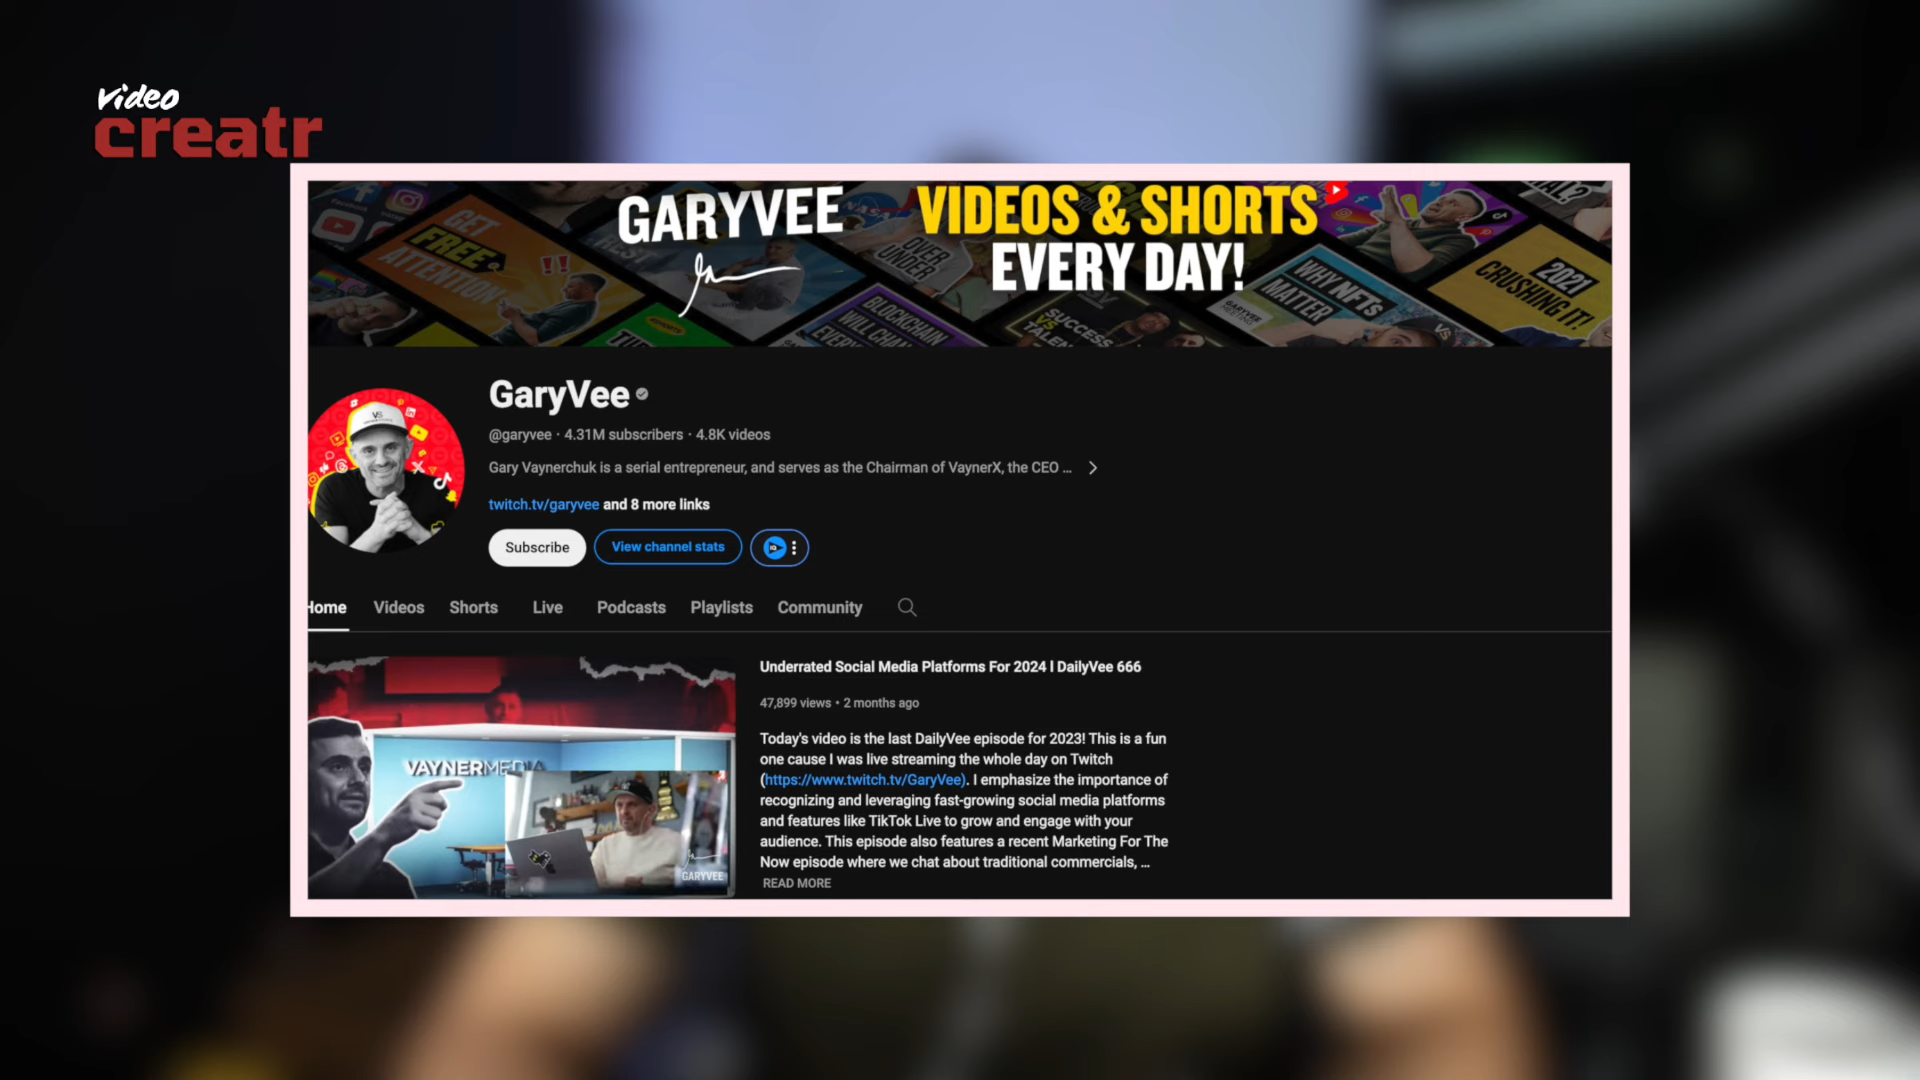 video
creatr
GARYVEE
VIDEOS & SHORTS
EVERY DAY!
GET
FREE
ATTENTION
!!
NASA
OVER
UNDER
BLOCKCHAIN
WILL
SUCCESS
VS
WHY NFTS
MATTER
2021
CRUSHING IT!
GaryVee
@garyvee · 4.31M subscribers · 4.8K videos
Gary Vaynerchuk is a serial entrepreneur, and serves as the Chairman of VaynerX, the CEO ...
twitch.tv/garyvee and 8 more links
Subscribe
View channel stats
Home
Videos
Shorts
Live
Podcasts
Playlists
Community
VAYNERMEDIA
GARYVEE
Underrated Social Media Platforms For 2024 l DailyVee 666
47,899 views • 2 months ago
Today's video is the last DailyVee episode for 2023! This is a fun
one cause I was live streaming the whole day on Twitch
(https://www.twitch.tv/GaryVee). I emphasize the importance of
recognizing and leveraging fast-growing social media platforms
and features like TikTok Live to grow and engage with your
audience. This episode also features a recent Marketing For The
Now episode where we chat about traditional commercials, ...
READ MORE